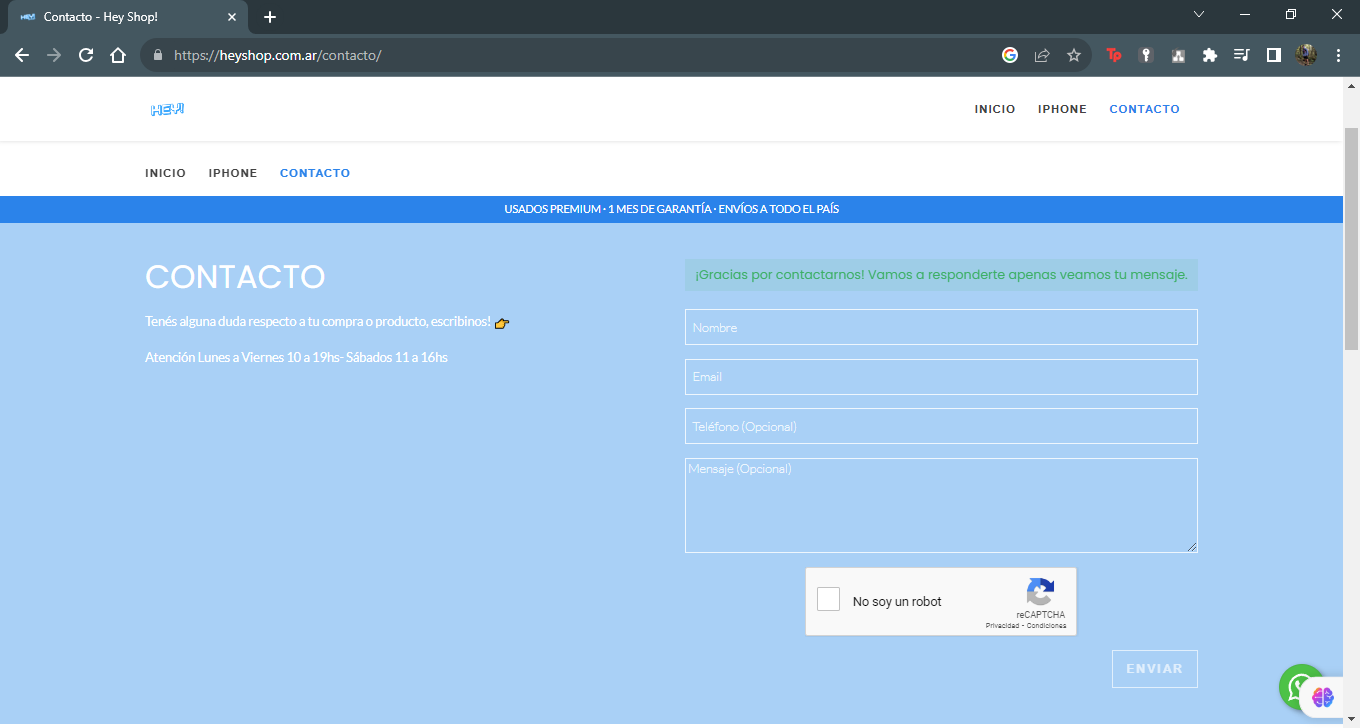 Contacto - Hey Shop!
https://heyshop.com.ar/contacto/
Tp
HEY!
INICIO IPHONE CONTACTO
INICIO IPHONE CONTACTO
USADOS PREMIUM · 1 MES DE GARANTÍA · ENVÍOS A TODO EL PAÍS
CONTACTO
Tenés alguna duda respecto a tu compra o producto, escribinos! 👉
Atención Lunes a Viernes 10 a 19hs- Sábados 11 a 16hs
¡Gracias por contactarnos! Vamos a responderte apenas veamos tu mensaje.
Nombre
Email
Teléfono (Opcional)
Mensaje (Opcional)
No soy un robot
reCAPTCHA
Privacidad - Condiciones
ENVIAR